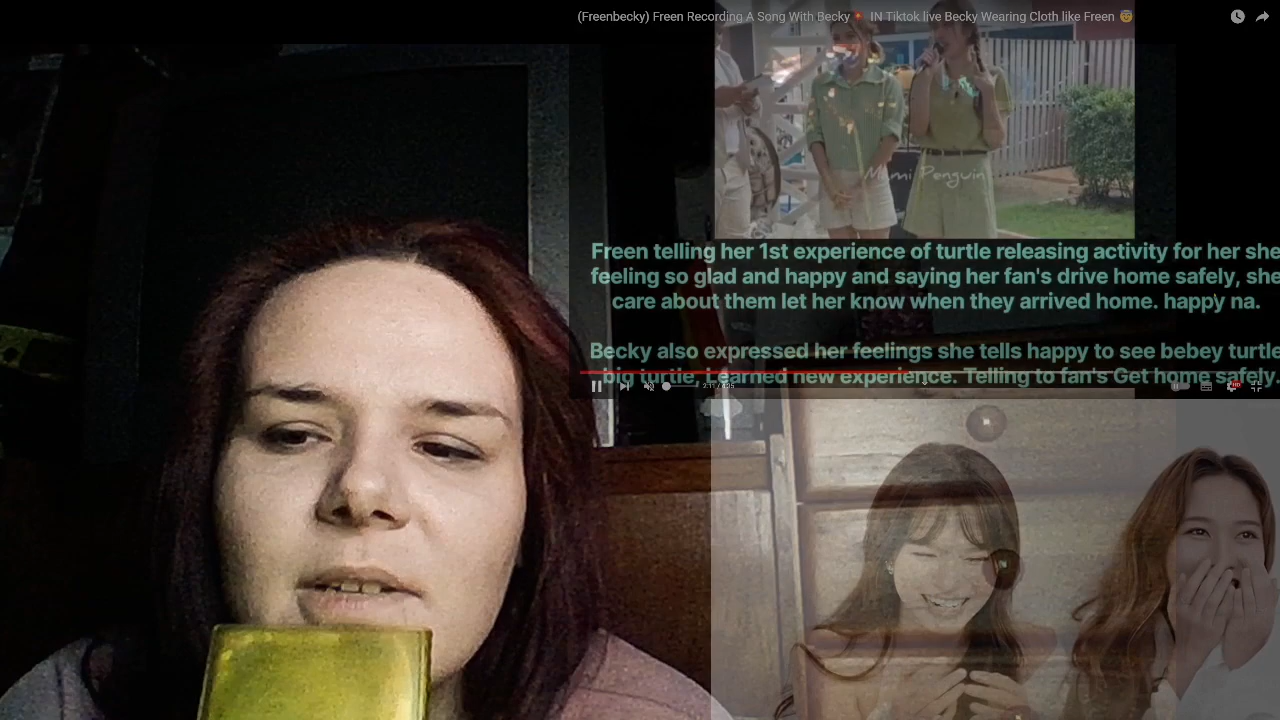 (Freenbecky) Freen Recording A Song With Becky💥 IN Tiktok live Becky Wearing Cloth like Freen 🤯
Mami Penguin
Freen telling her 1st experience of turtle releasing activity for her she
feeling so glad and happy and saying her fan's drive home safely, she
care about them let her know when they arrived home. happy na.
Becky also expressed her feelings she tells happy to see bebey turtle
big turtle, Learned new experience. Telling to fan's Get home safely.
HD